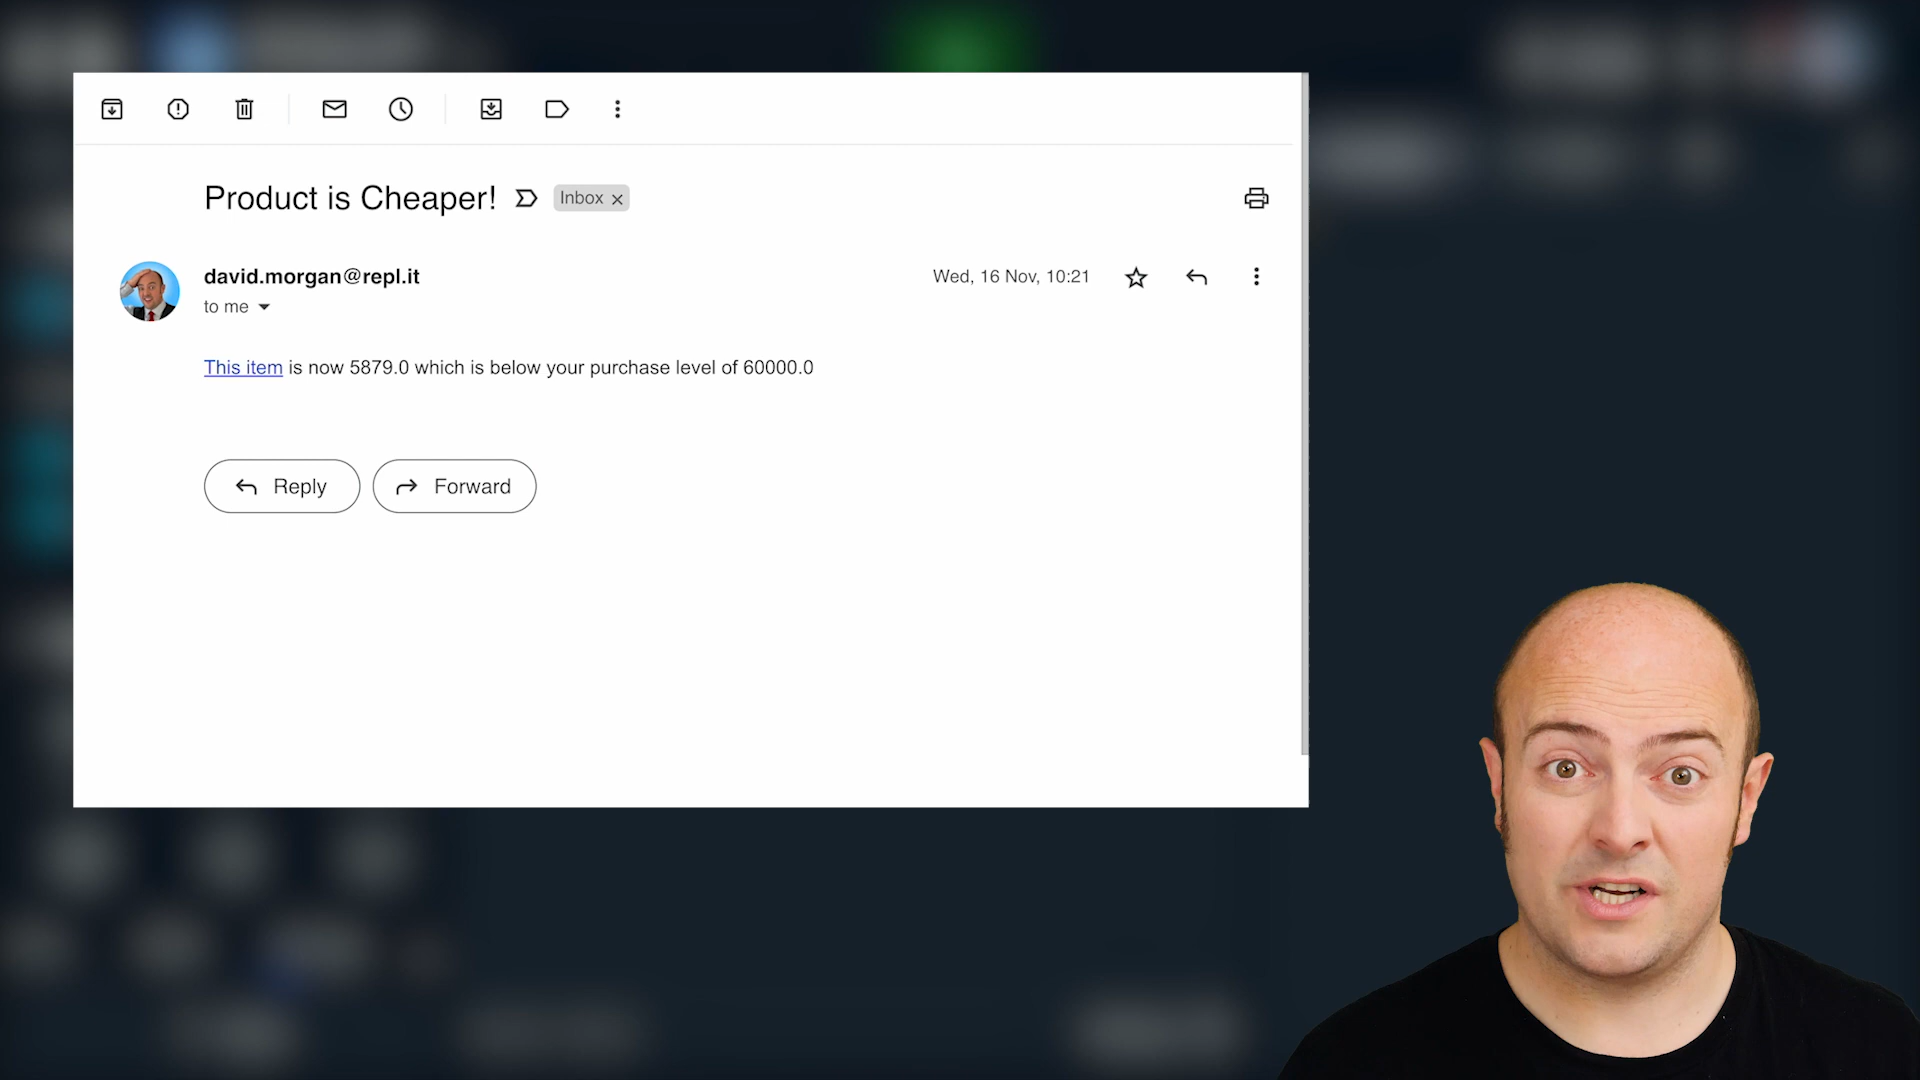 Product is Cheaper!
Inbox ×
david.morgan@repl.it
Wed, 16 Nov, 10:21
to me
This item is now 5879.0 which is below your purchase level of 60000.0
Reply
Forward